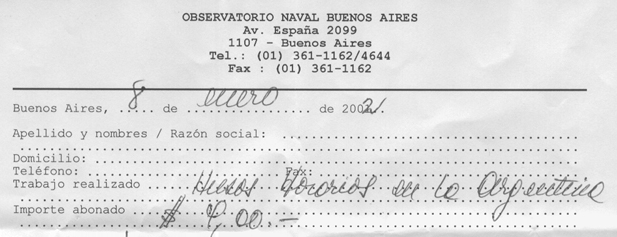 OBSERVATORIO NAVAL BUENOS AIRES
Av. España 2099
1107 - Buenos Aires
Tel.: (01) 361-1162/4644
Fax : (01) 361-1162
Buenos Aires, 8 de enero de 2002.
Apellido y nombres / Razón social:
Domicilio:
Teléfono: Fax:
Trabajo realizado Husos Horarios en la Argentina
Importe abonado $ 4,00.-